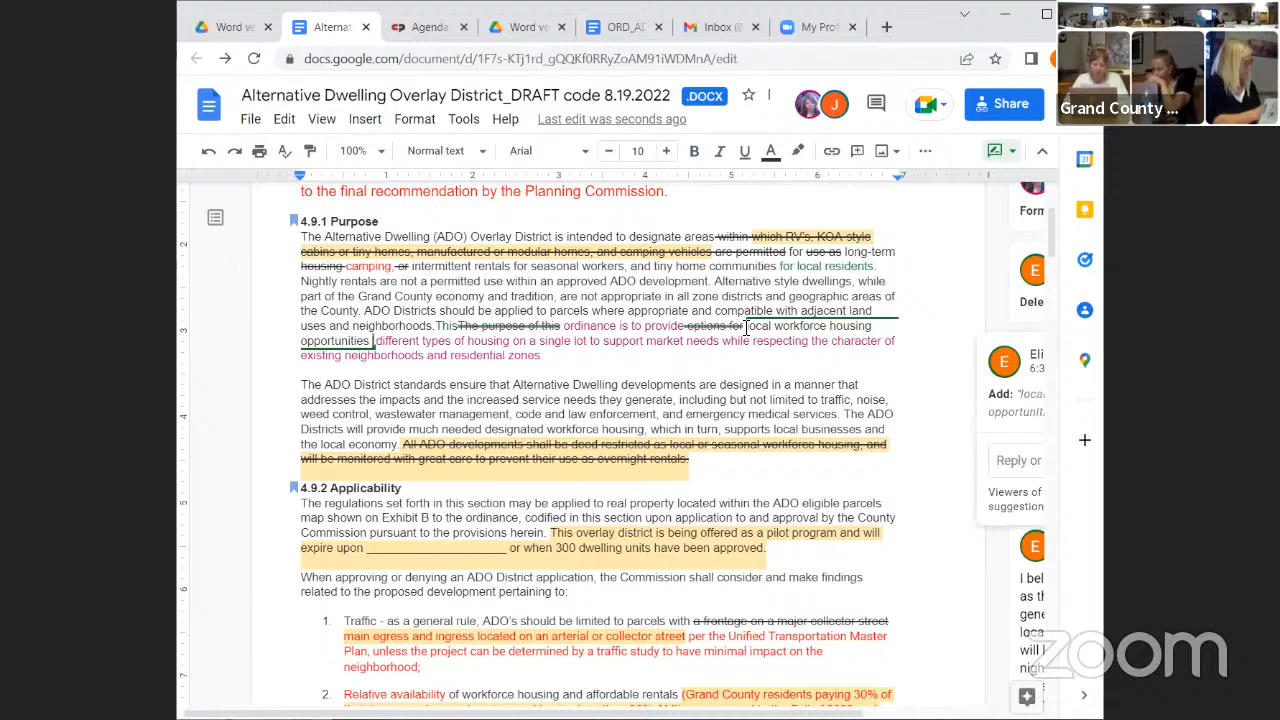 Word ve
Alternat
Agenda
Word ve
ORD_AD
Inbox (8
My Prof
docs.google.com/document/d/1F7s-KTj1rd_gQQKf0RRyZoAM91iWDMnA/edit
Alternative Dwelling Overlay District_DRAFT code 8.19.2022
.DOCX
J
Share
Grand County ...
File Edit View Insert Format Tools Help Last edit was seconds ago
100% Normal text Arial 10 B I U A
1 2 3 4 5 6 7
to the final recommendation by the Planning Commission.
4.9.1 Purpose
The Alternative Dwelling (ADO) Overlay District is intended to designate areas within which RV's, KOA style
cabins or tiny homes, manufactured or modular homes, and camping vehicles are permitted for use as long-term
housing camping, or intermittent rentals for seasonal workers, and tiny home communities for local residents.
Nightly rentals are not a permitted use within an approved ADO development. Alternative style dwellings, while
part of the Grand County economy and tradition, are not appropriate in all zone districts and geographic areas of
the County. ADO Districts should be applied to parcels where appropriate and compatible with adjacent land
uses and neighborhoods.ThisThe purpose of this ordinance is to provide options for local workforce housing
opportunities different types of housing on a single lot to support market needs while respecting the character of
existing neighborhoods and residential zones.
The ADO District standards ensure that Alternative Dwelling developments are designed in a manner that
addresses the impacts and the increased service needs they generate, including but not limited to traffic, noise,
weed control, wastewater management, code and law enforcement, and emergency medical services. The ADO
Districts will provide much needed designated workforce housing, which in turn, supports local businesses and
the local economy. All ADO developments shall be deed restricted as local or seasonal workforce housing, and
will be monitored with great care to prevent their use as overnight rentals.
4.9.2 Applicability
The regulations set forth in this section may be applied to real property located within the ADO eligible parcels
map shown on Exhibit B to the ordinance, codified in this section upon application to and approval by the County
Commission pursuant to the provisions herein. This overlay district is being offered as a pilot program and will
expire upon ______________________ or when 300 dwelling units have been approved.
When approving or denying an ADO District application, the Commission shall consider and make findings
related to the proposed development pertaining to:
1. Traffic - as a general rule, ADO's should be limited to parcels with a frontage on a major collector street
main egress and ingress located on an arterial or collector street per the Unified Transportation Master
Plan, unless the project can be determined by a traffic study to have minimal impact on the
neighborhood;
2. Relative availability of workforce housing and affordable rentals (Grand County residents paying 30% of
Form
E
Dele
E
Eli
6:3
Add: "loca
opportunit
Reply or
Viewers of
suggestion
E
I bel
as th
gene
loca
will l
nigh
zoom